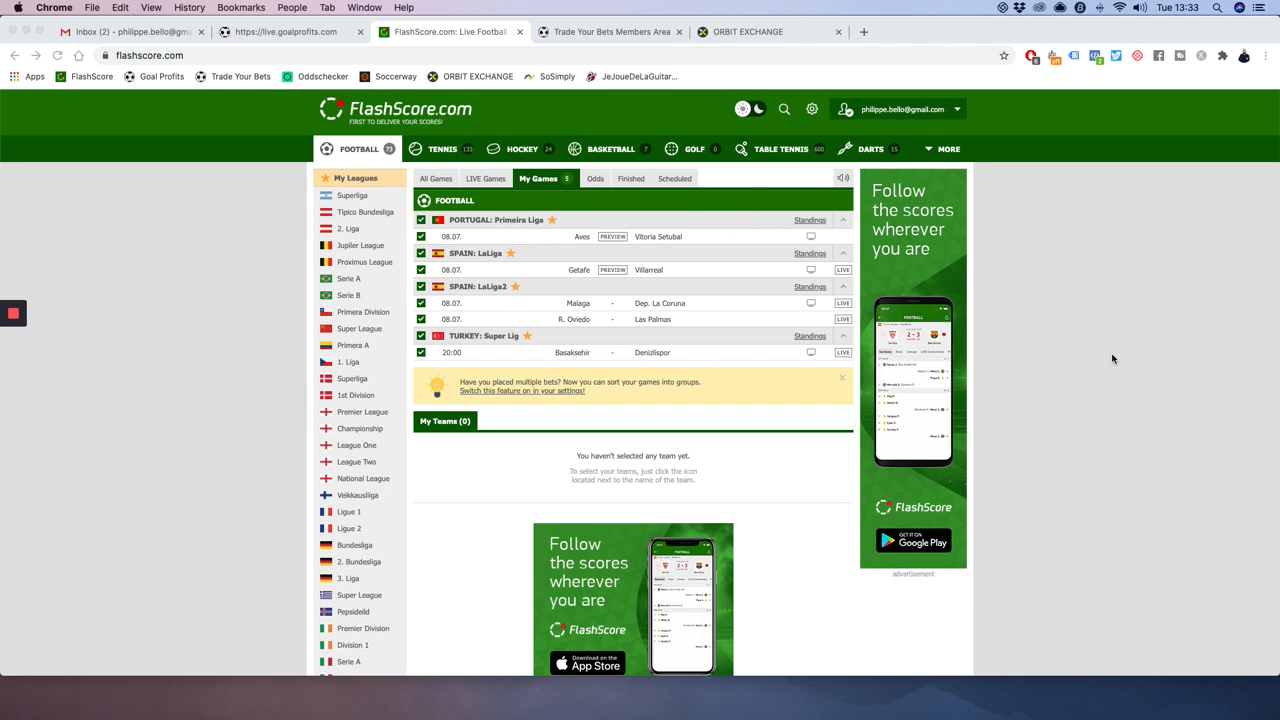 Chrome File Edit View History Bookmarks People Tab Window Help Tue 13:33
Inbox (2) - philippe.bello@gm × https://live.goalprofits.com × FlashScore.com: Live Football × Trade Your Bets Members Area × ORBIT EXCHANGE × +
flashscore.com
Apps FlashScore Goal Profits Trade Your Bets Oddschecker Soccerway ORBIT EXCHANGE SoSimply JeJoueDeLaGuitar...
FlashScore.com
FIRST TO DELIVER YOUR SCORES!
philippe.bello@gmail.com
FOOTBALL 73 TENNIS 133 HOCKEY 24 BASKETBALL 7 GOLF 0 TABLE TENNIS 600 DARTS 15 MORE
My Leagues
Superliga
Tipico Bundesliga
2. Liga
Jupiler League
Proximus League
Serie A
Serie B
Primera Division
Super League
Primera A
1. Liga
Superliga
1st Division
Premier League
Championship
League One
League Two
National League
Veikkausliiga
Ligue 1
Ligue 2
Bundesliga
2. Bundesliga
3. Liga
Super League
Pepsideild
Premier Division
Division 1
Serie A
All Games LIVE Games My Games 5 Odds Finished Scheduled
FOOTBALL
PORTUGAL: Primeira Liga Standings
08.07. Aves PREVIEW Vitoria Setubal
SPAIN: LaLiga Standings
08.07. Getafe PREVIEW Villarreal LIVE
SPAIN: LaLiga2 Standings
08.07. Malaga - Dep. La Coruna LIVE
08.07. R. Oviedo - Las Palmas LIVE
TURKEY: Super Lig Standings
20:00 Basaksehir - Denizlispor LIVE
Have you placed multiple bets? Now you can sort your games into groups.
Switch this feature on in your settings!
My Teams (0)
You haven't selected any team yet.
To select your teams, just click the icon
located next to the name of the team.
Follow
the scores
wherever
you are
FlashScore
Download on the
App Store
Follow
the scores
wherever
you are
FlashScore
GET IT ON
Google Play
advertisement